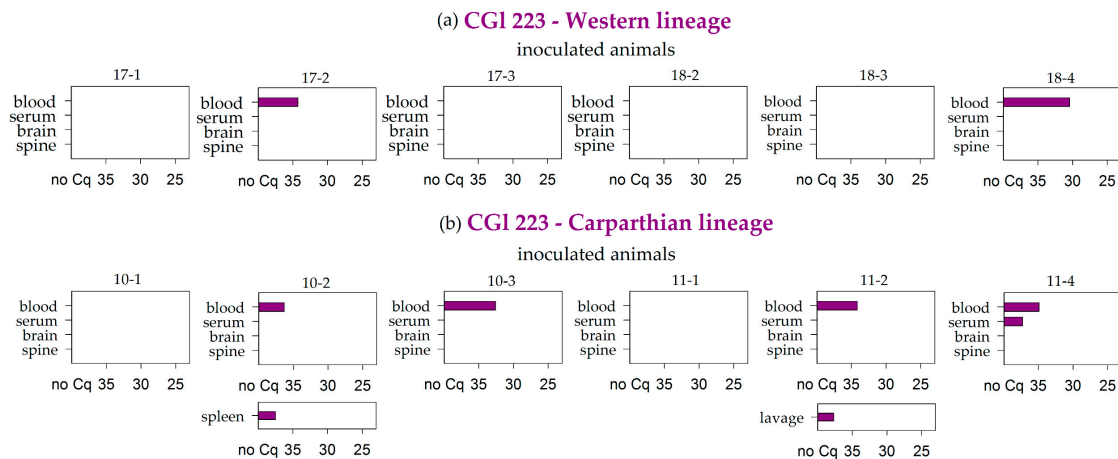 (a) CGl 223 - Western lineage
inoculated animals
17-1 17-2 17-3 18-2 18-3 18-4
blood blood blood blood blood blood
serum serum serum serum serum serum
brain brain brain brain brain brain
spine spine spine spine spine spine
no Cq 35 30 25 no Cq 35 30 25 no Cq 35 30 25 no Cq 35 30 25 no Cq 35 30 25 no Cq 35 30 25
(b) CGl 223 - Carparthian lineage
inoculated animals
10-1 10-2 10-3 11-1 11-2 11-4
blood blood blood blood blood blood
serum serum serum serum serum serum
brain brain brain brain brain brain
spine spine spine spine spine spine
no Cq 35 30 25 no Cq 35 30 25 no Cq 35 30 25 no Cq 35 30 25 no Cq 35 30 25 no Cq 35 30 25
spleen lavage
no Cq 35 30 25 no Cq 35 30 25